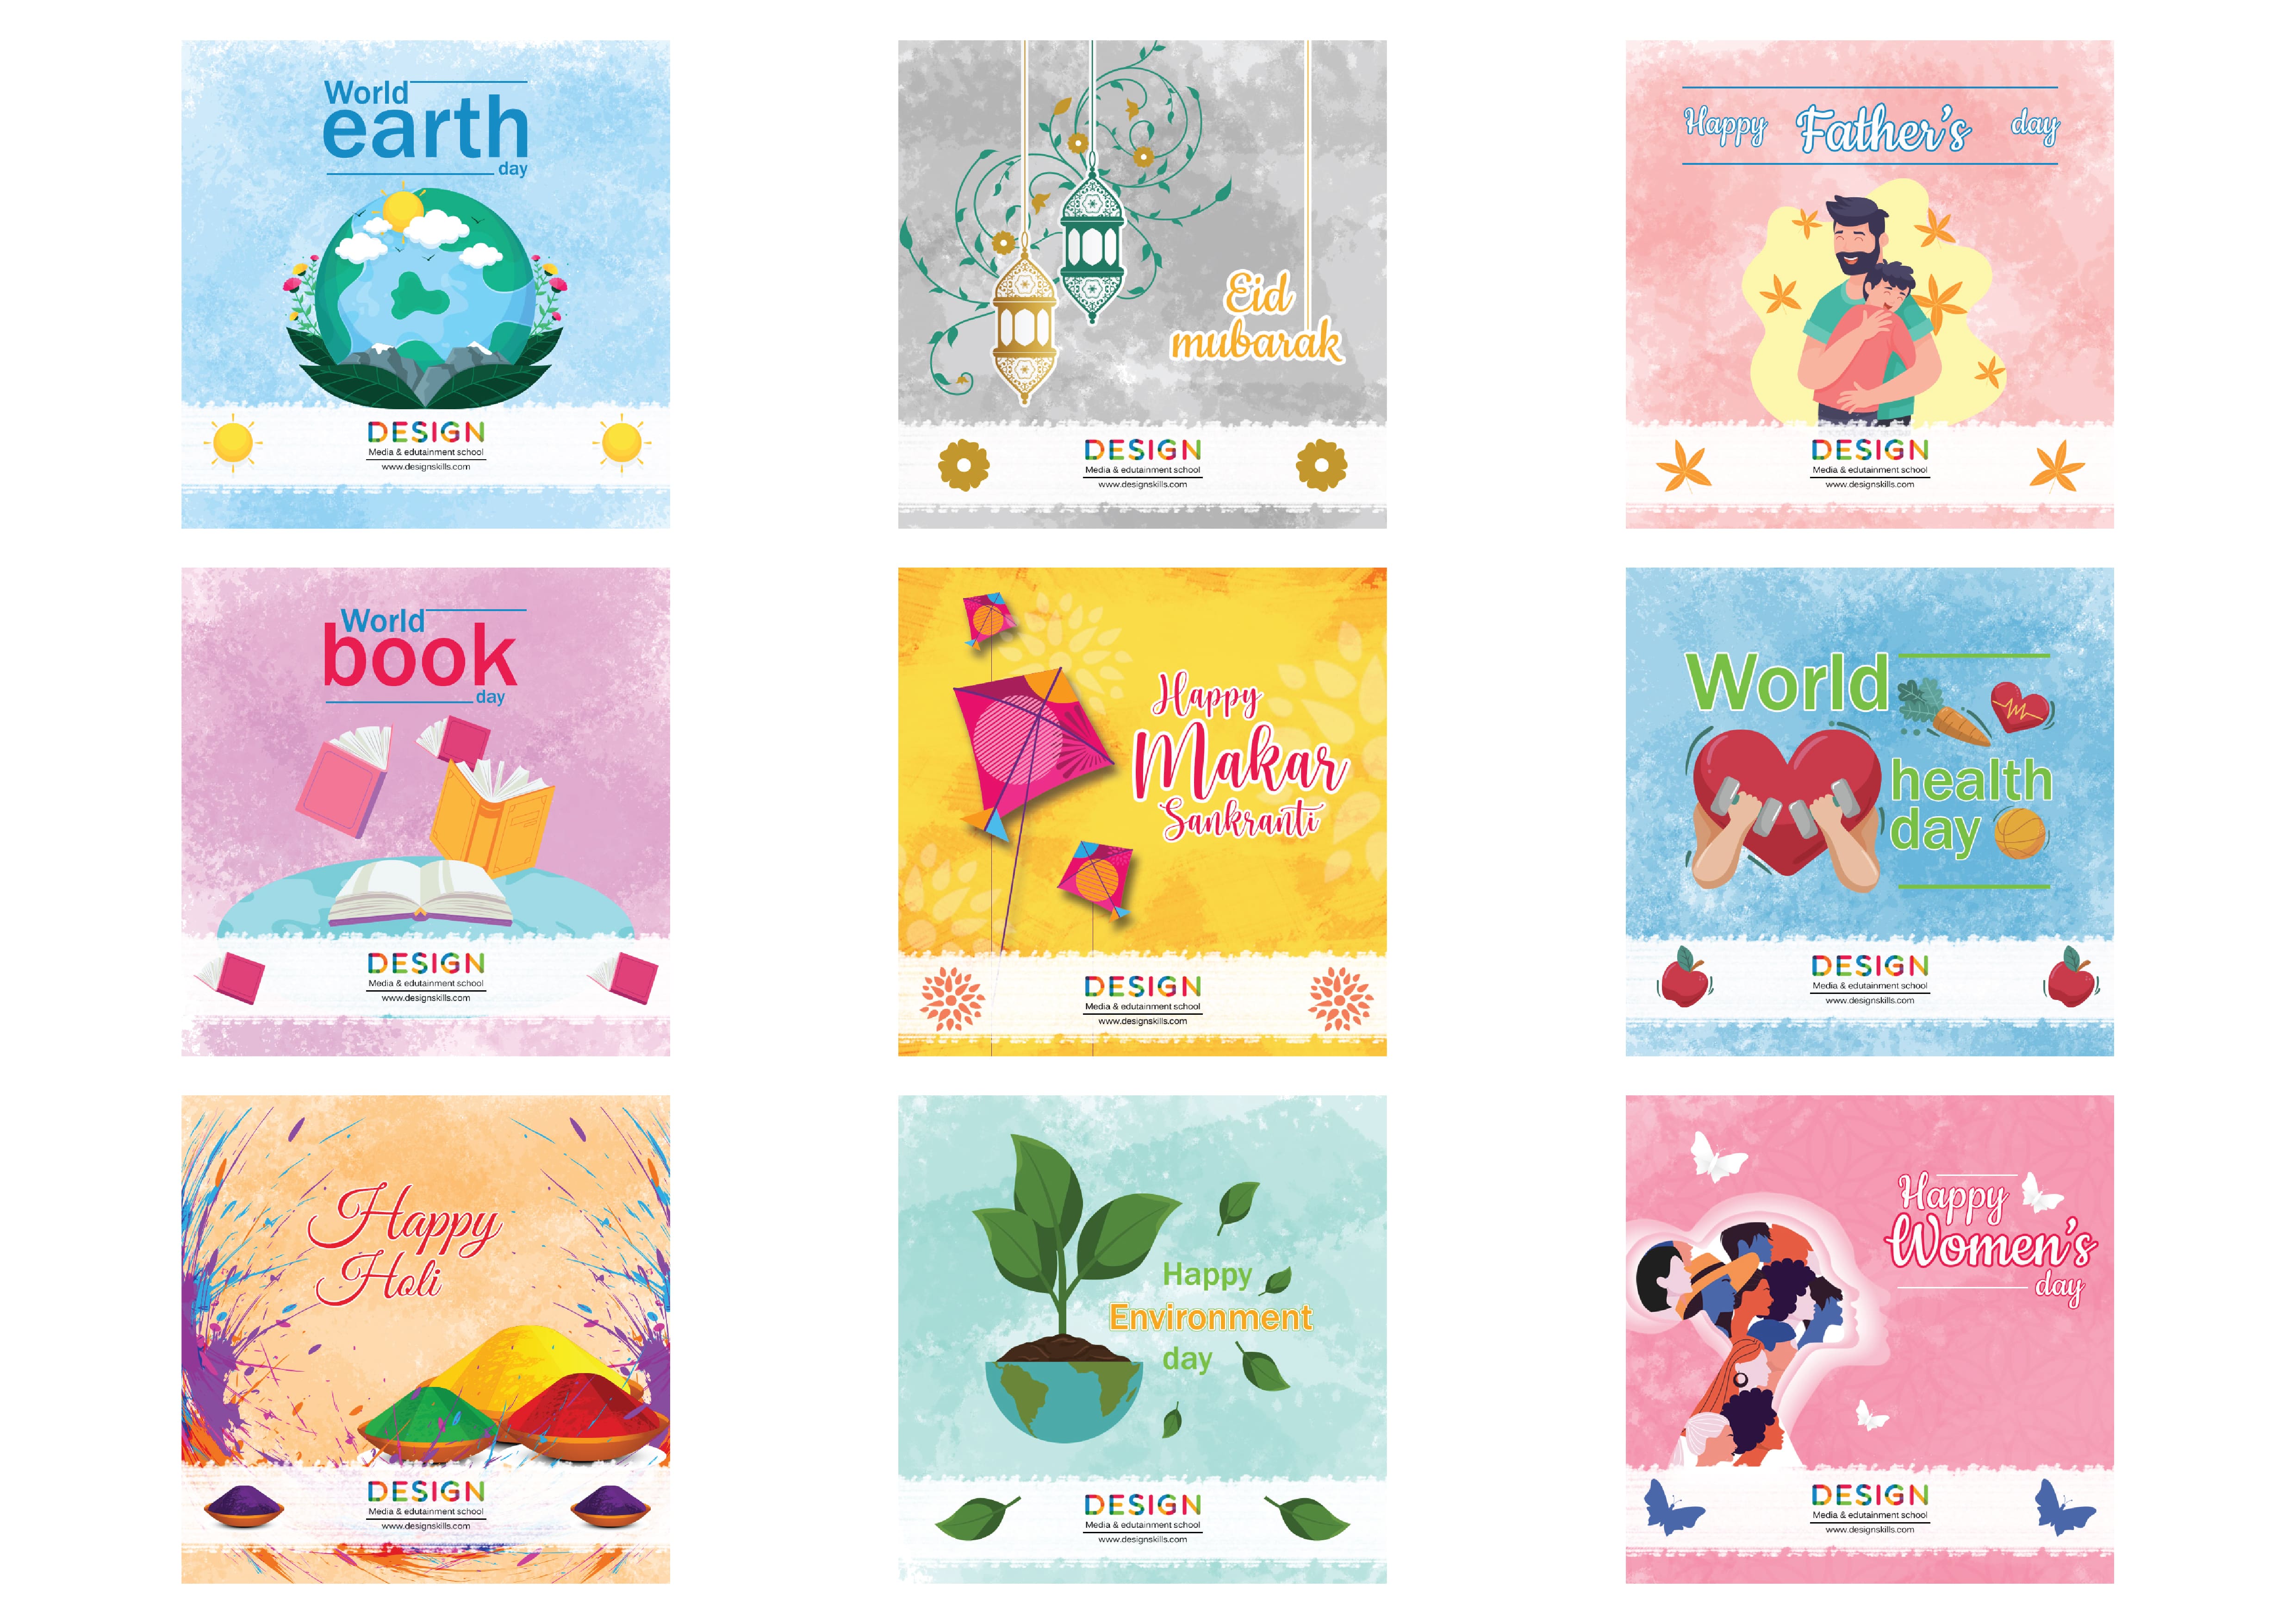 World
earth
day
DESIGN
Media & edutainment school
www.designskills.com
Eid
mubarak
DESIGN
Media & edutainment school
www.designskills.com
Happy Father's day
DESIGN
Media & edutainment school
www.designskills.com
World
book
day
DESIGN
Media & edutainment school
www.designskills.com
Happy
Makar
Sankranti
DESIGN
Media & edutainment school
www.designskills.com
World
health
day
DESIGN
Media & edutainment school
www.designskills.com
Happy
Holi
DESIGN
Media & edutainment school
www.designskills.com
Happy
Environment
day
DESIGN
Media & edutainment school
www.designskills.com
Happy
Women's
day
DESIGN
Media & edutainment school
www.designskills.com